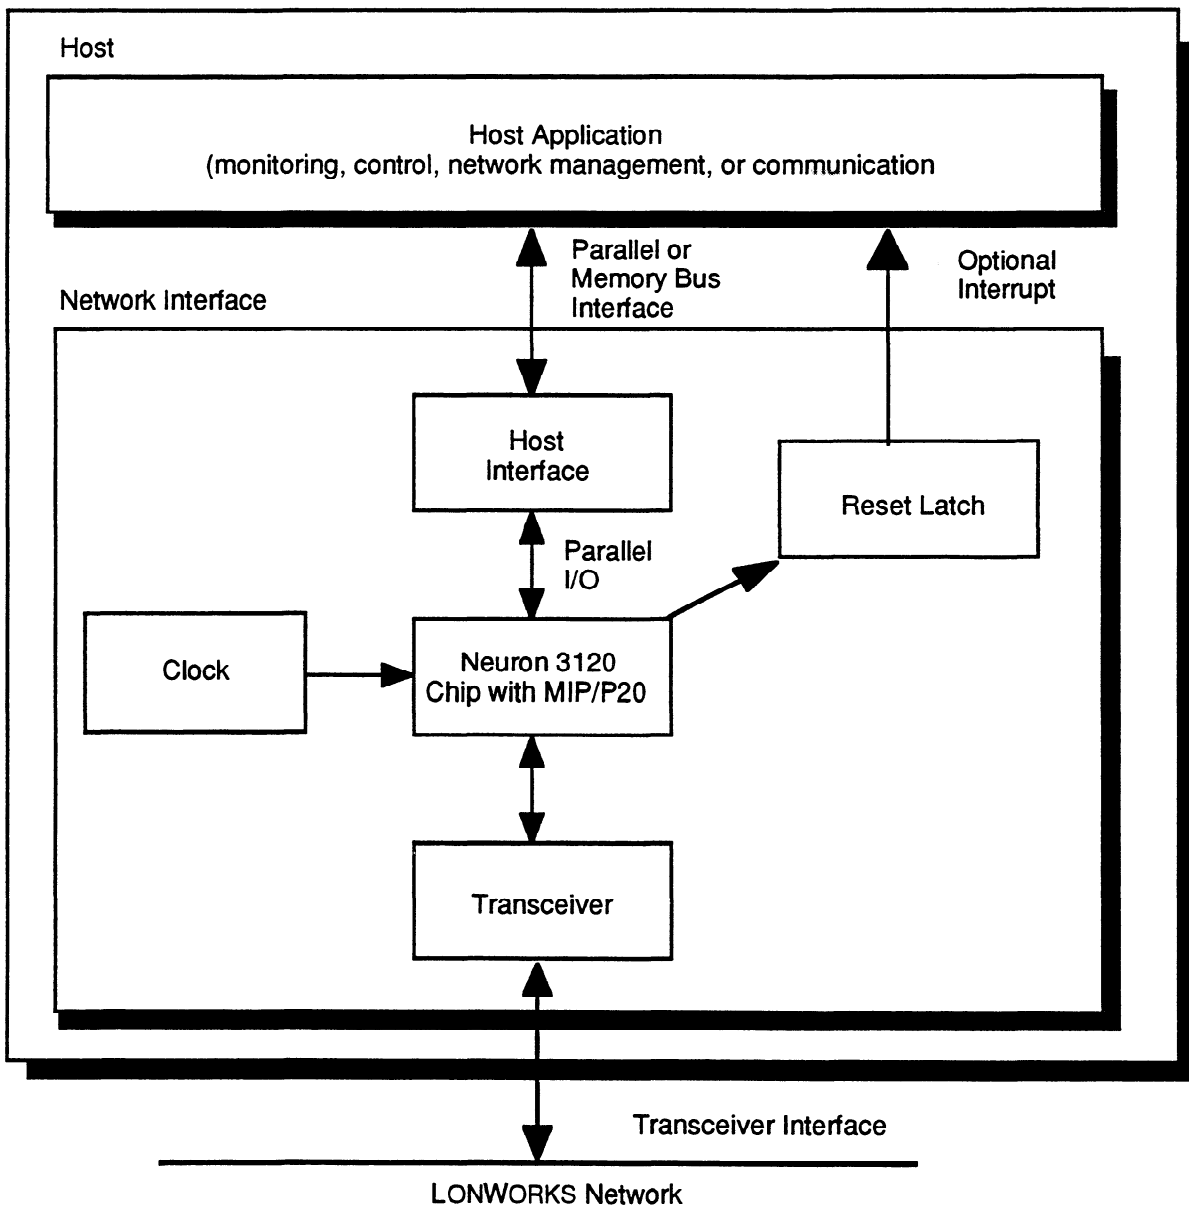 Host
Host Application
(monitoring, control, network management, or communication
Parallel or
Memory Bus
Interface
Optional
Interrupt
Network Interface
Host
Interface
Reset Latch
Parallel
I/O
Clock
Neuron 3120
Chip with MIP/P20
Transceiver
Transceiver Interface
LONWORKS Network